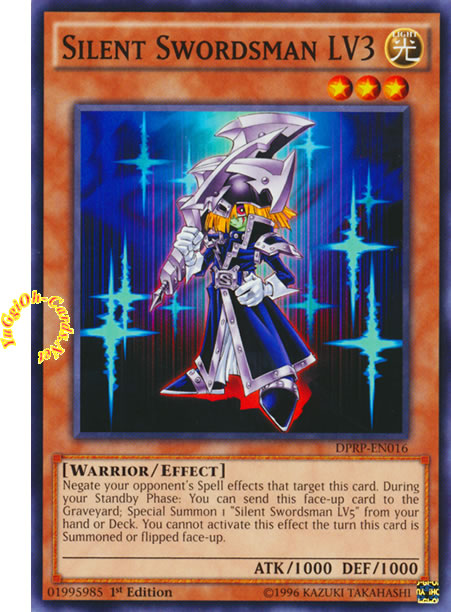 Silent Swordsman LV3
LIGHT
光
YuGgiOh-Cards.Net
S
DPRP-EN016
[Warrior/Effect]
Negate your opponent's Spell effects that target this card. During
your Standby Phase: You can send this face-up card to the
Graveyard; Special Summon 1 "Silent Swordsman LV5" from your
hand or Deck. You cannot activate this effect the turn this card is
Summoned or flipped face-up.
ATK/1000 DEF/1000
01995985 1st Edition ©1996 KAZUKI TAKAHASHI